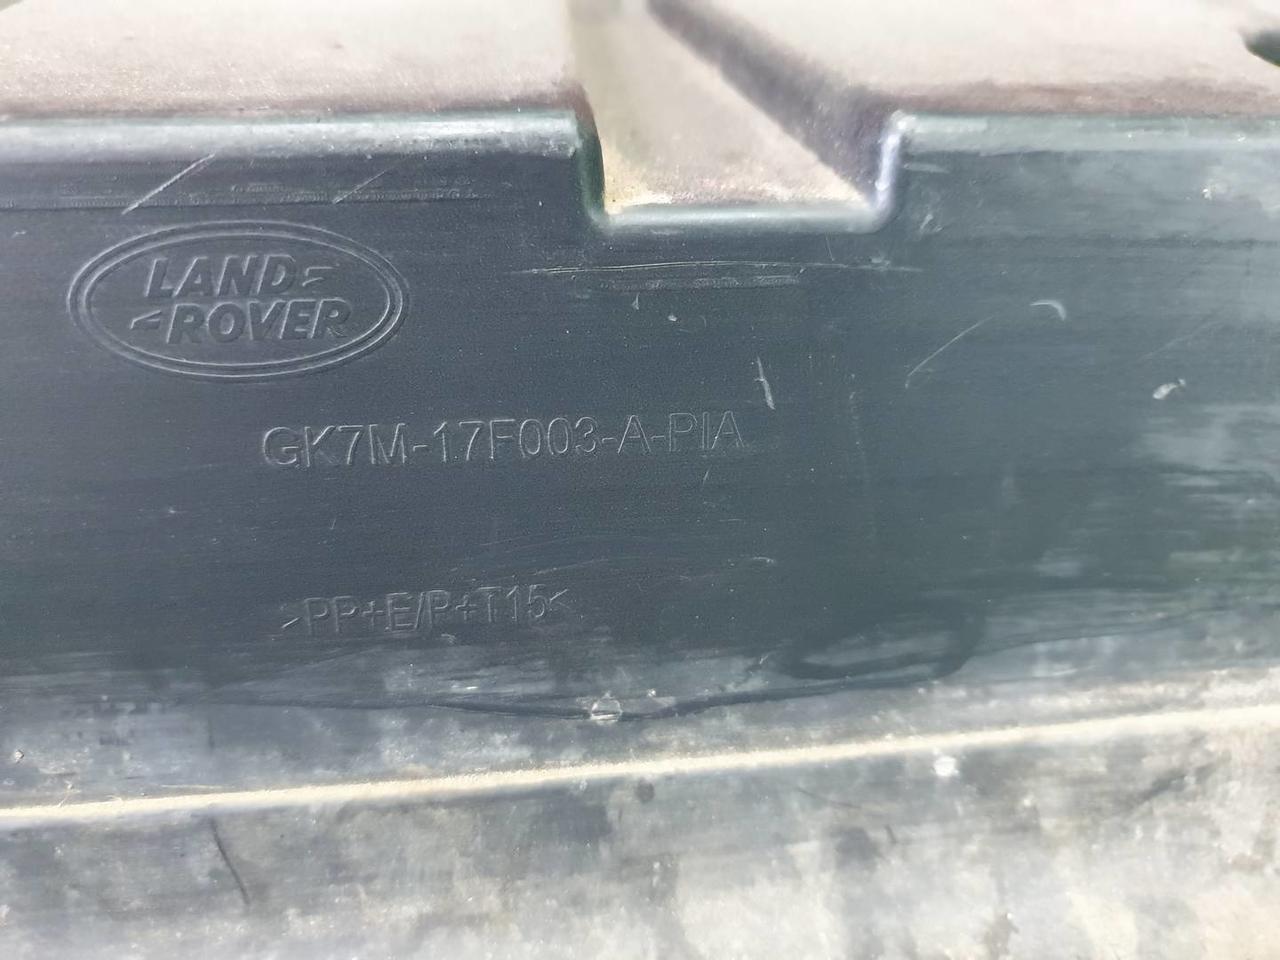 LAND
ROVER
GK7M-17F003-A-PIA
>PP+E/P+T15<